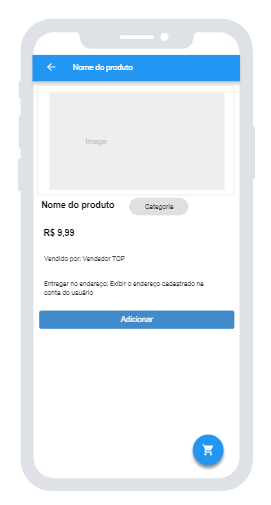 Nome do produto
Image
Nome do produto
Categoria
R$ 9,99
Vendido por: Vendedor TOP
Entregar no endereço: Exibir o endereço cadastrado na
conta do usuário
Adicionar